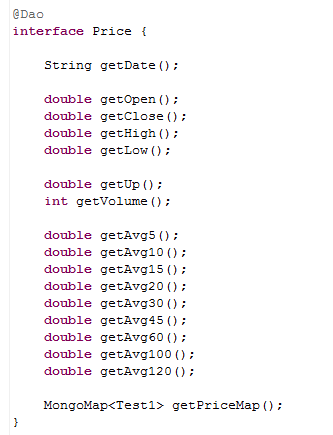 @Dao
interface Price {
String getDate();
double getOpen();
double getClose();
double getHigh();
double getLow();
double getUp();
int getVolume();
double getAvg5();
double getAvg10();
double getAvg15();
double getAvg20();
double getAvg30();
double getAvg45();
double getAvg60();
double getAvg100();
double getAvg120();
MongoMap<Test1> getPriceMap();
}